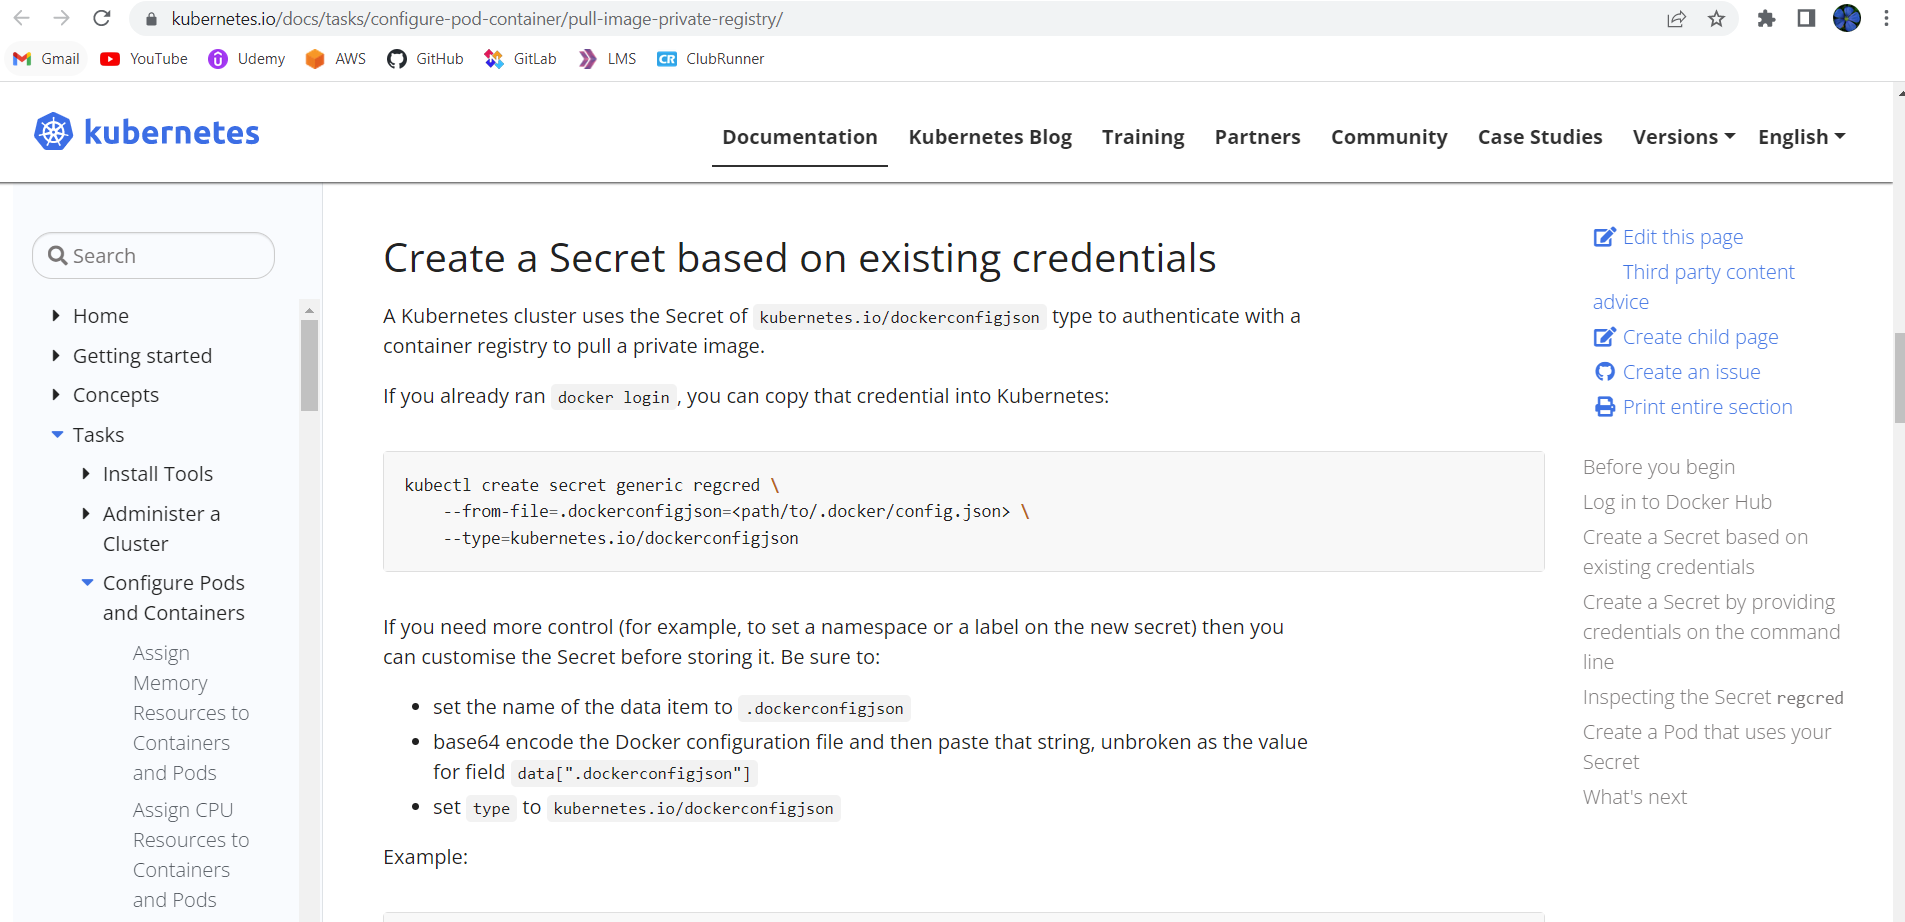 kubernetes.io/docs/tasks/configure-pod-container/pull-image-private-registry/
Gmail YouTube Udemy AWS GitHub GitLab LMS CR ClubRunner
kubernetes
Documentation Kubernetes Blog Training Partners Community Case Studies Versions English
Search
Home
Getting started
Concepts
Tasks
Install Tools
Administer a
Cluster
Configure Pods
and Containers
Assign
Memory
Resources to
Containers
and Pods
Assign CPU
Resources to
Containers
and Pods
Create a Secret based on existing credentials
A Kubernetes cluster uses the Secret of kubernetes.io/dockerconfigjson type to authenticate with a
container registry to pull a private image.
If you already ran docker login , you can copy that credential into Kubernetes:
kubectl create secret generic regcred \
--from-file=.dockerconfigjson=<path/to/.docker/config.json> \
--type=kubernetes.io/dockerconfigjson
If you need more control (for example, to set a namespace or a label on the new secret) then you
can customise the Secret before storing it. Be sure to:
• set the name of the data item to .dockerconfigjson
• base64 encode the Docker configuration file and then paste that string, unbroken as the value
for field data[".dockerconfigjson"]
• set type to kubernetes.io/dockerconfigjson
Example:
Edit this page
Third party content
advice
Create child page
Create an issue
Print entire section
Before you begin
Log in to Docker Hub
Create a Secret based on
existing credentials
Create a Secret by providing
credentials on the command
line
Inspecting the Secret regcred
Create a Pod that uses your
Secret
What's next